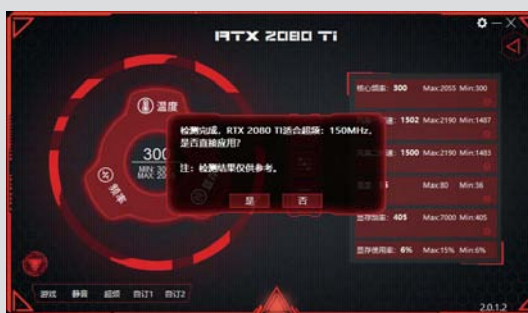 RTX 2080 Ti
温度
300
频率
检测完成，RTX 2080 TI适合超频：150MHz，
是否直接应用？
注：检测结果仅供参考。
是
否
核心频率: 300 Max:2055 Min:300
1502 Max:2190 Min:1487
1500 Max:2190 Min:1483
Max:80 Min:36
显存频率: 405 Max:7000 Min:405
显存使用率: 6% Max:15% Min:6%
游戏 静音 超频 自订1 自订2
2.0.1.2